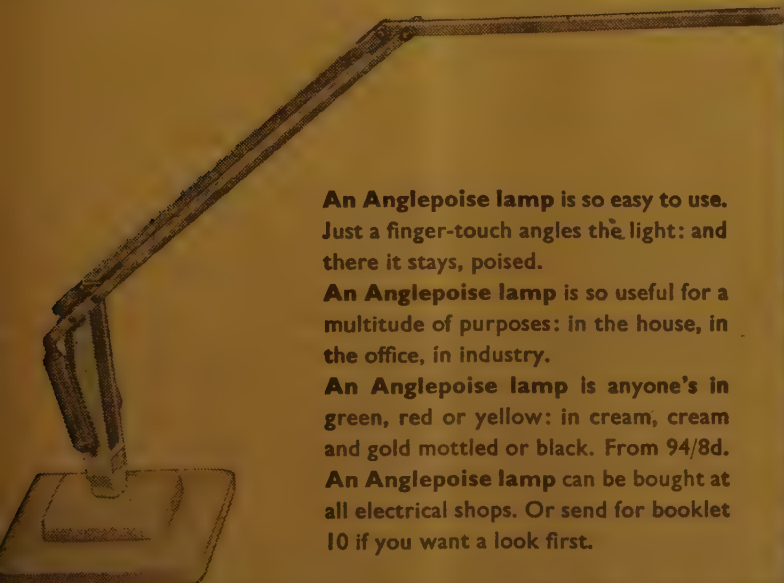 An Anglepoise lamp is so easy to use.
Just a finger-touch angles the light: and
there it stays, poised.
An Anglepoise lamp is so useful for a
multitude of purposes: in the house, in
the office, in industry.
An Anglepoise lamp is anyone's in
green, red or yellow: in cream, cream
and gold mottled or black. From 94/8d.
An Anglepoise lamp can be bought at
all electrical shops. Or send for booklet
10 if you want a look first.